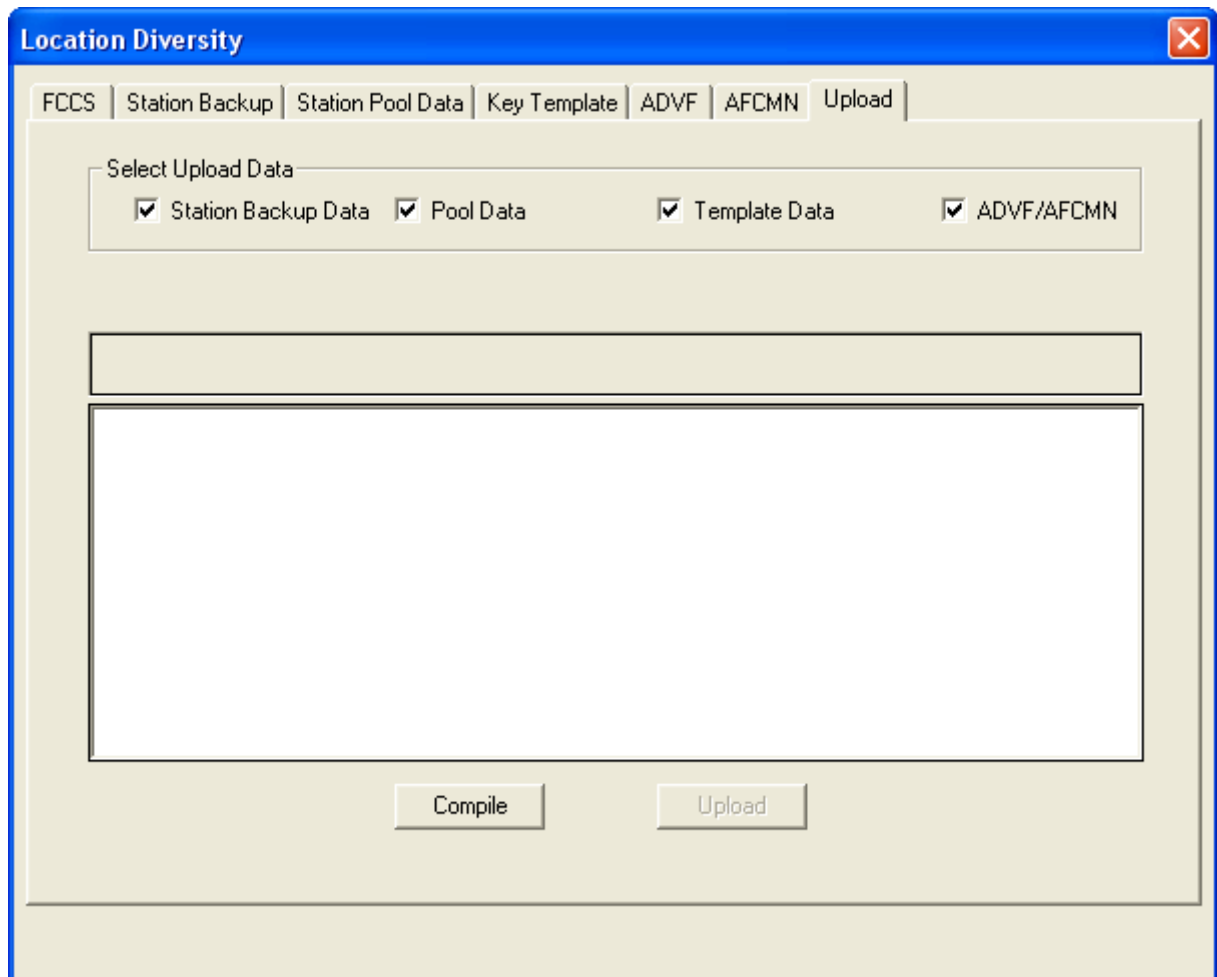 Location Diversity
FCCS Station Backup Station Pool Data Key Template ADVF AFCMN Upload
Select Upload Data
Station Backup Data Pool Data Template Data ADVF/AFCMN
Compile Upload